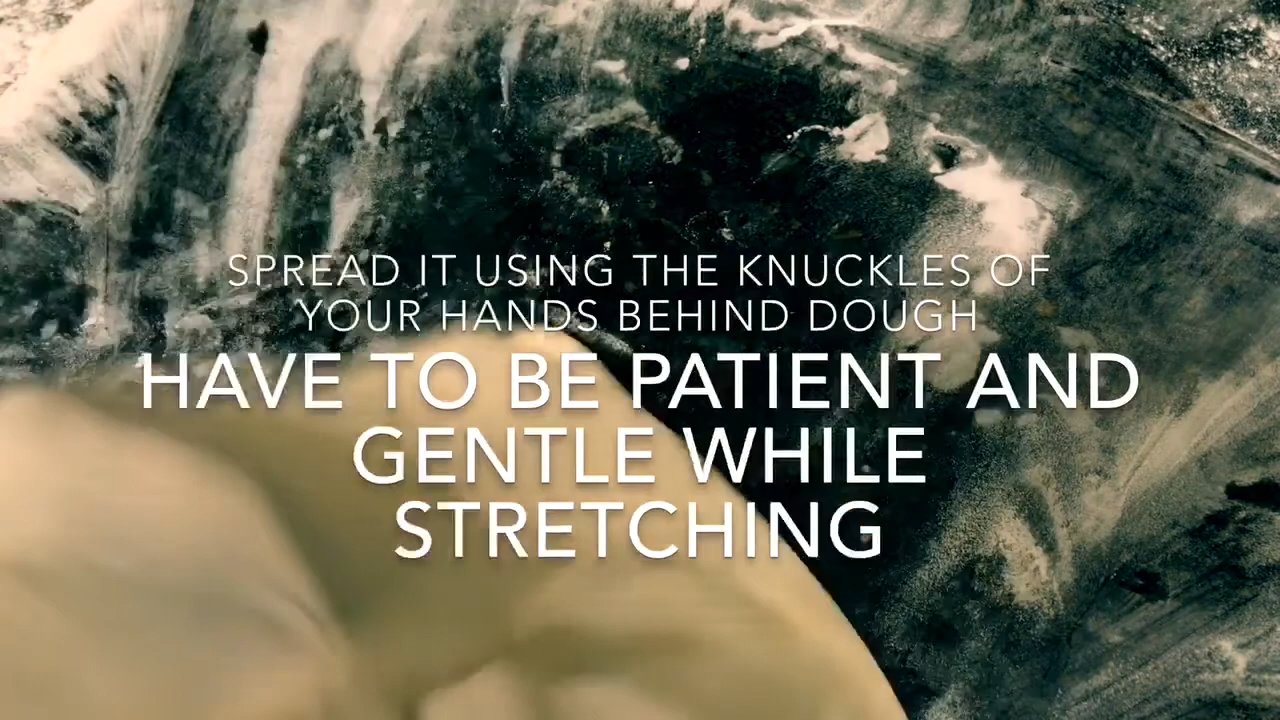 SPREAD IT USING THE KNUCKLES OF
YOUR HANDS BEHIND DOUGH
HAVE TO BE PATIENT AND
GENTLE WHILE
STRETCHING